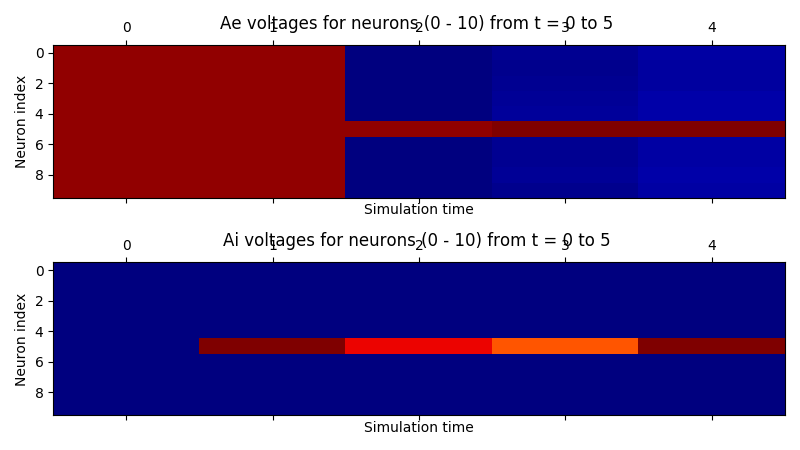 Ae voltages for neurons (0 - 10) from t = 0 to 5
0 1 2 3 4
0
2
4
6
8
Neuron index
Simulation time
Ai voltages for neurons (0 - 10) from t = 0 to 5
0 1 2 3 4
0
2
4
6
8
Neuron index
Simulation time